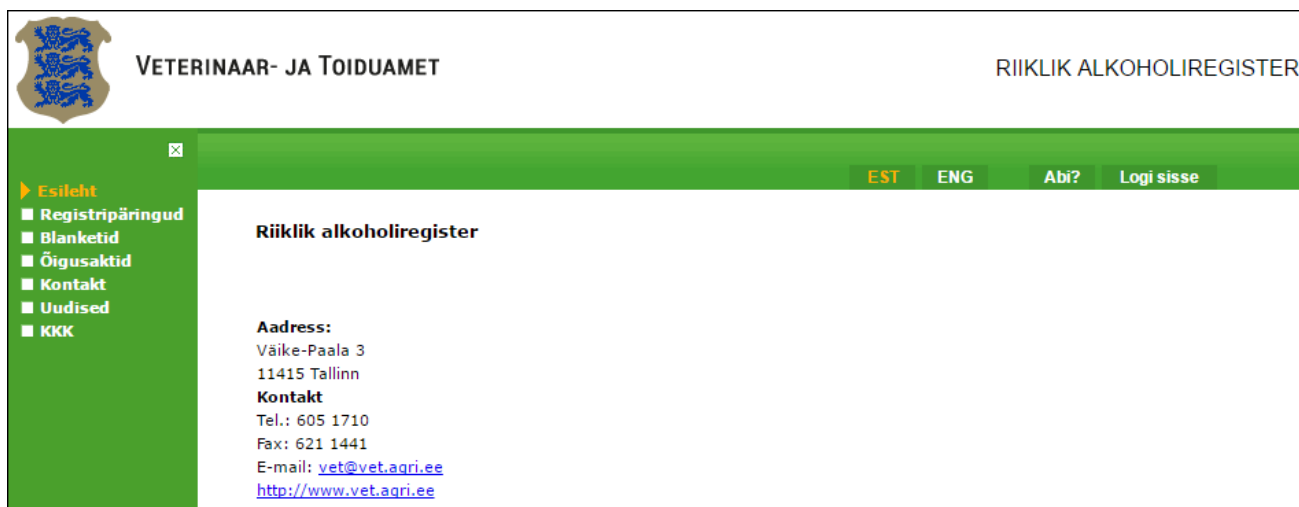 VETERINAAR- JA TOIDUAMET
RIIKLIK ALKOHOLIREGISTER
EST ENG Abi? Logi sisse
Esileht
Registripäringud
Blanketid
Õigusaktid
Kontakt
Uudised
KKK
Riiklik alkoholiregister
Aadress:
Väike-Paala 3
11415 Tallinn
Kontakt
Tel.: 605 1710
Fax: 621 1441
E-mail: vet@vet.agri.ee
http://www.vet.agri.ee